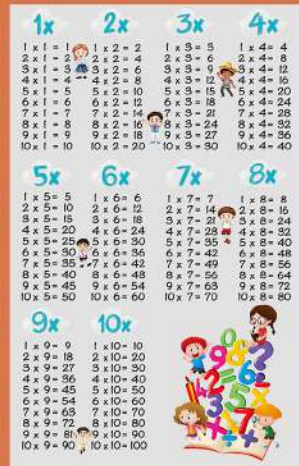 1x
1 x 1 = 1
2 x 1 = 2
3 x 1 = 3
4 x 1 = 4
5 x 1 = 5
6 x 1 = 6
7 x 1 = 7
8 x 1 = 8
9 x 1 = 9
10 x 1 = 10
2x
1 x 2 = 2
2 x 2 = 4
3 x 2 = 6
4 x 2 = 8
5 x 2 = 10
6 x 2 = 12
7 x 2 = 14
8 x 2 = 16
9 x 2 = 18
10 x 2 = 20
3x
1 x 3 = 3
2 x 3 = 6
3 x 3 = 9
4 x 3 = 12
5 x 3 = 15
6 x 3 = 18
7 x 3 = 21
8 x 3 = 24
9 x 3 = 27
10 x 3 = 30
4x
1 x 4 = 4
2 x 4 = 8
3 x 4 = 12
4 x 4 = 16
5 x 4 = 20
6 x 4 = 24
7 x 4 = 28
8 x 4 = 32
9 x 4 = 36
10 x 4 = 40
5x
1 x 5 = 5
2 x 5 = 10
3 x 5 = 15
4 x 5 = 20
5 x 5 = 25
6 x 5 = 30
7 x 5 = 35
8 x 5 = 40
9 x 5 = 45
10 x 5 = 50
6x
1 x 6 = 6
2 x 6 = 12
3 x 6 = 18
4 x 6 = 24
5 x 6 = 30
6 x 6 = 36
7 x 6 = 42
8 x 6 = 48
9 x 6 = 54
10 x 6 = 60
7x
1 x 7 = 7
2 x 7 = 14
3 x 7 = 21
4 x 7 = 28
5 x 7 = 35
6 x 7 = 42
7 x 7 = 49
8 x 7 = 56
9 x 7 = 63
10 x 7 = 70
8x
1 x 8 = 8
2 x 8 = 16
3 x 8 = 24
4 x 8 = 32
5 x 8 = 40
6 x 8 = 48
7 x 8 = 56
8 x 8 = 64
9 x 8 = 72
10 x 8 = 80
9x
1 x 9 = 9
2 x 9 = 18
3 x 9 = 27
4 x 9 = 36
5 x 9 = 45
6 x 9 = 54
7 x 9 = 63
8 x 9 = 72
9 x 9 = 81
10 x 9 = 90
10x
1 x 10 = 10
2 x 10 = 20
3 x 10 = 30
4 x 10 = 40
5 x 10 = 50
6 x 10 = 60
7 x 10 = 70
8 x 10 = 80
9 x 10 = 90
10 x 10 = 100